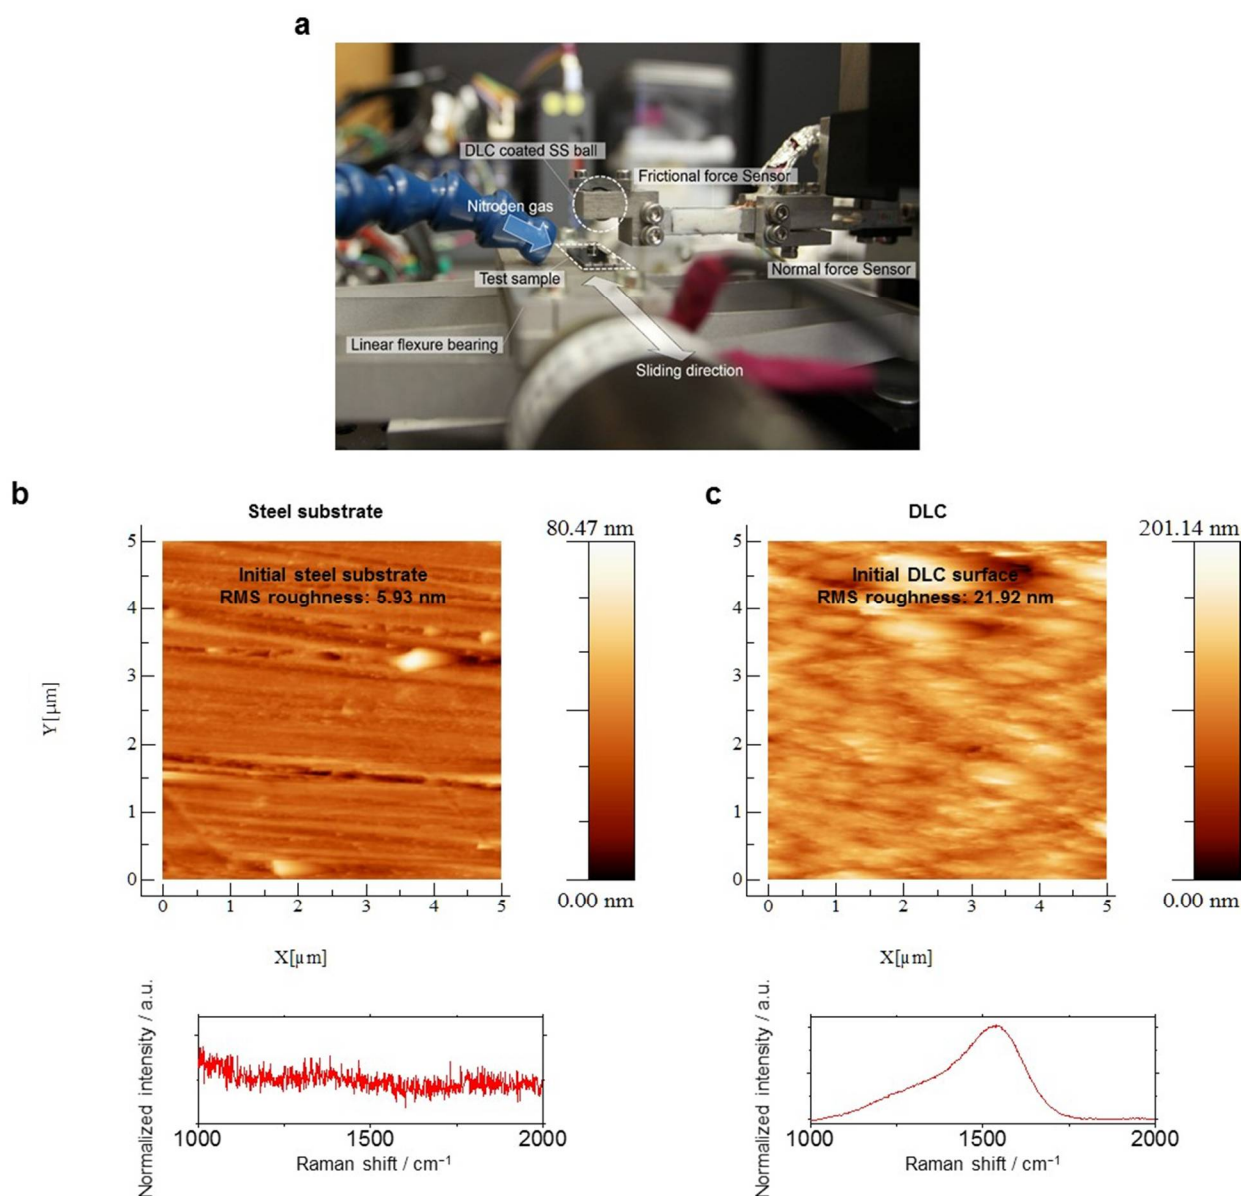 a
DLC coated SS ball
Frictional force Sensor
Nitrogen gas
Test sample
Normal force Sensor
Linear flexure bearing
Sliding direction
b
Steel substrate
80.47 nm
Initial steel substrate
RMS roughness: 5.93 nm
5
4
3
2
1
0
Y[μm]
0 1 2 3 4 5
0.00 nm
X[μm]
c
DLC
201.14 nm
Initial DLC surface
RMS roughness: 21.92 nm
5
4
3
2
1
0
0 1 2 3 4 5
0.00 nm
X[μm]
Normalized intensity / a.u.
1000 1500 2000
Raman shift / cm⁻¹
Normalized intensity / a.u.
1000 1500 2000
Raman shift / cm⁻¹